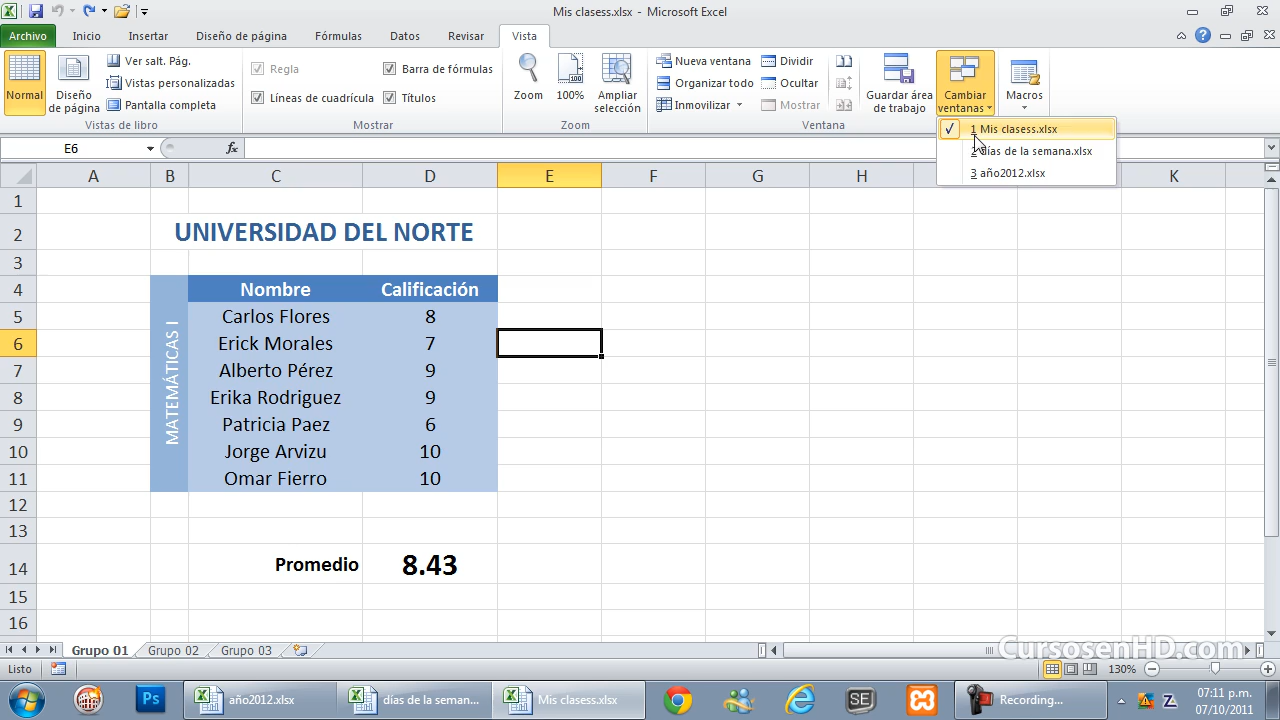 Mis clasess.xlsx - Microsoft Excel
Archivo Inicio Insertar Diseño de página Fórmulas Datos Revisar Vista
Normal
Diseño de página
Ver salt. Pág.
Vistas personalizadas
Pantalla completa
Vistas de libro
Regla
Barra de fórmulas
Líneas de cuadrícula
Títulos
Mostrar
Zoom
100%
Ampliar selección
Zoom
Nueva ventana
Organizar todo
Inmovilizar
Dividir
Ocultar
Mostrar
Guardar área de trabajo
Cambiar ventanas
Ventana
Macros
1 Mis clasess.xlsx
2 días de la semana.xlsx
3 año2012.xlsx
E6
fx
A B C D E F G H K
1
2 UNIVERSIDAD DEL NORTE
3
MATEMÁTICAS I
4 Nombre Calificación
5 Carlos Flores 8
6 Erick Morales 7
7 Alberto Pérez 9
8 Erika Rodriguez 9
9 Patricia Paez 6
10 Jorge Arvizu 10
11 Omar Fierro 10
12
13
14 Promedio 8.43
15
16
Grupo 01 Grupo 02 Grupo 03
CursosenHD.com
Listo
130%
Ps
año2012.xlsx
días de la seman...
Mis clasess.xlsx
SE
Recording...
07:11 p.m.
07/10/2011